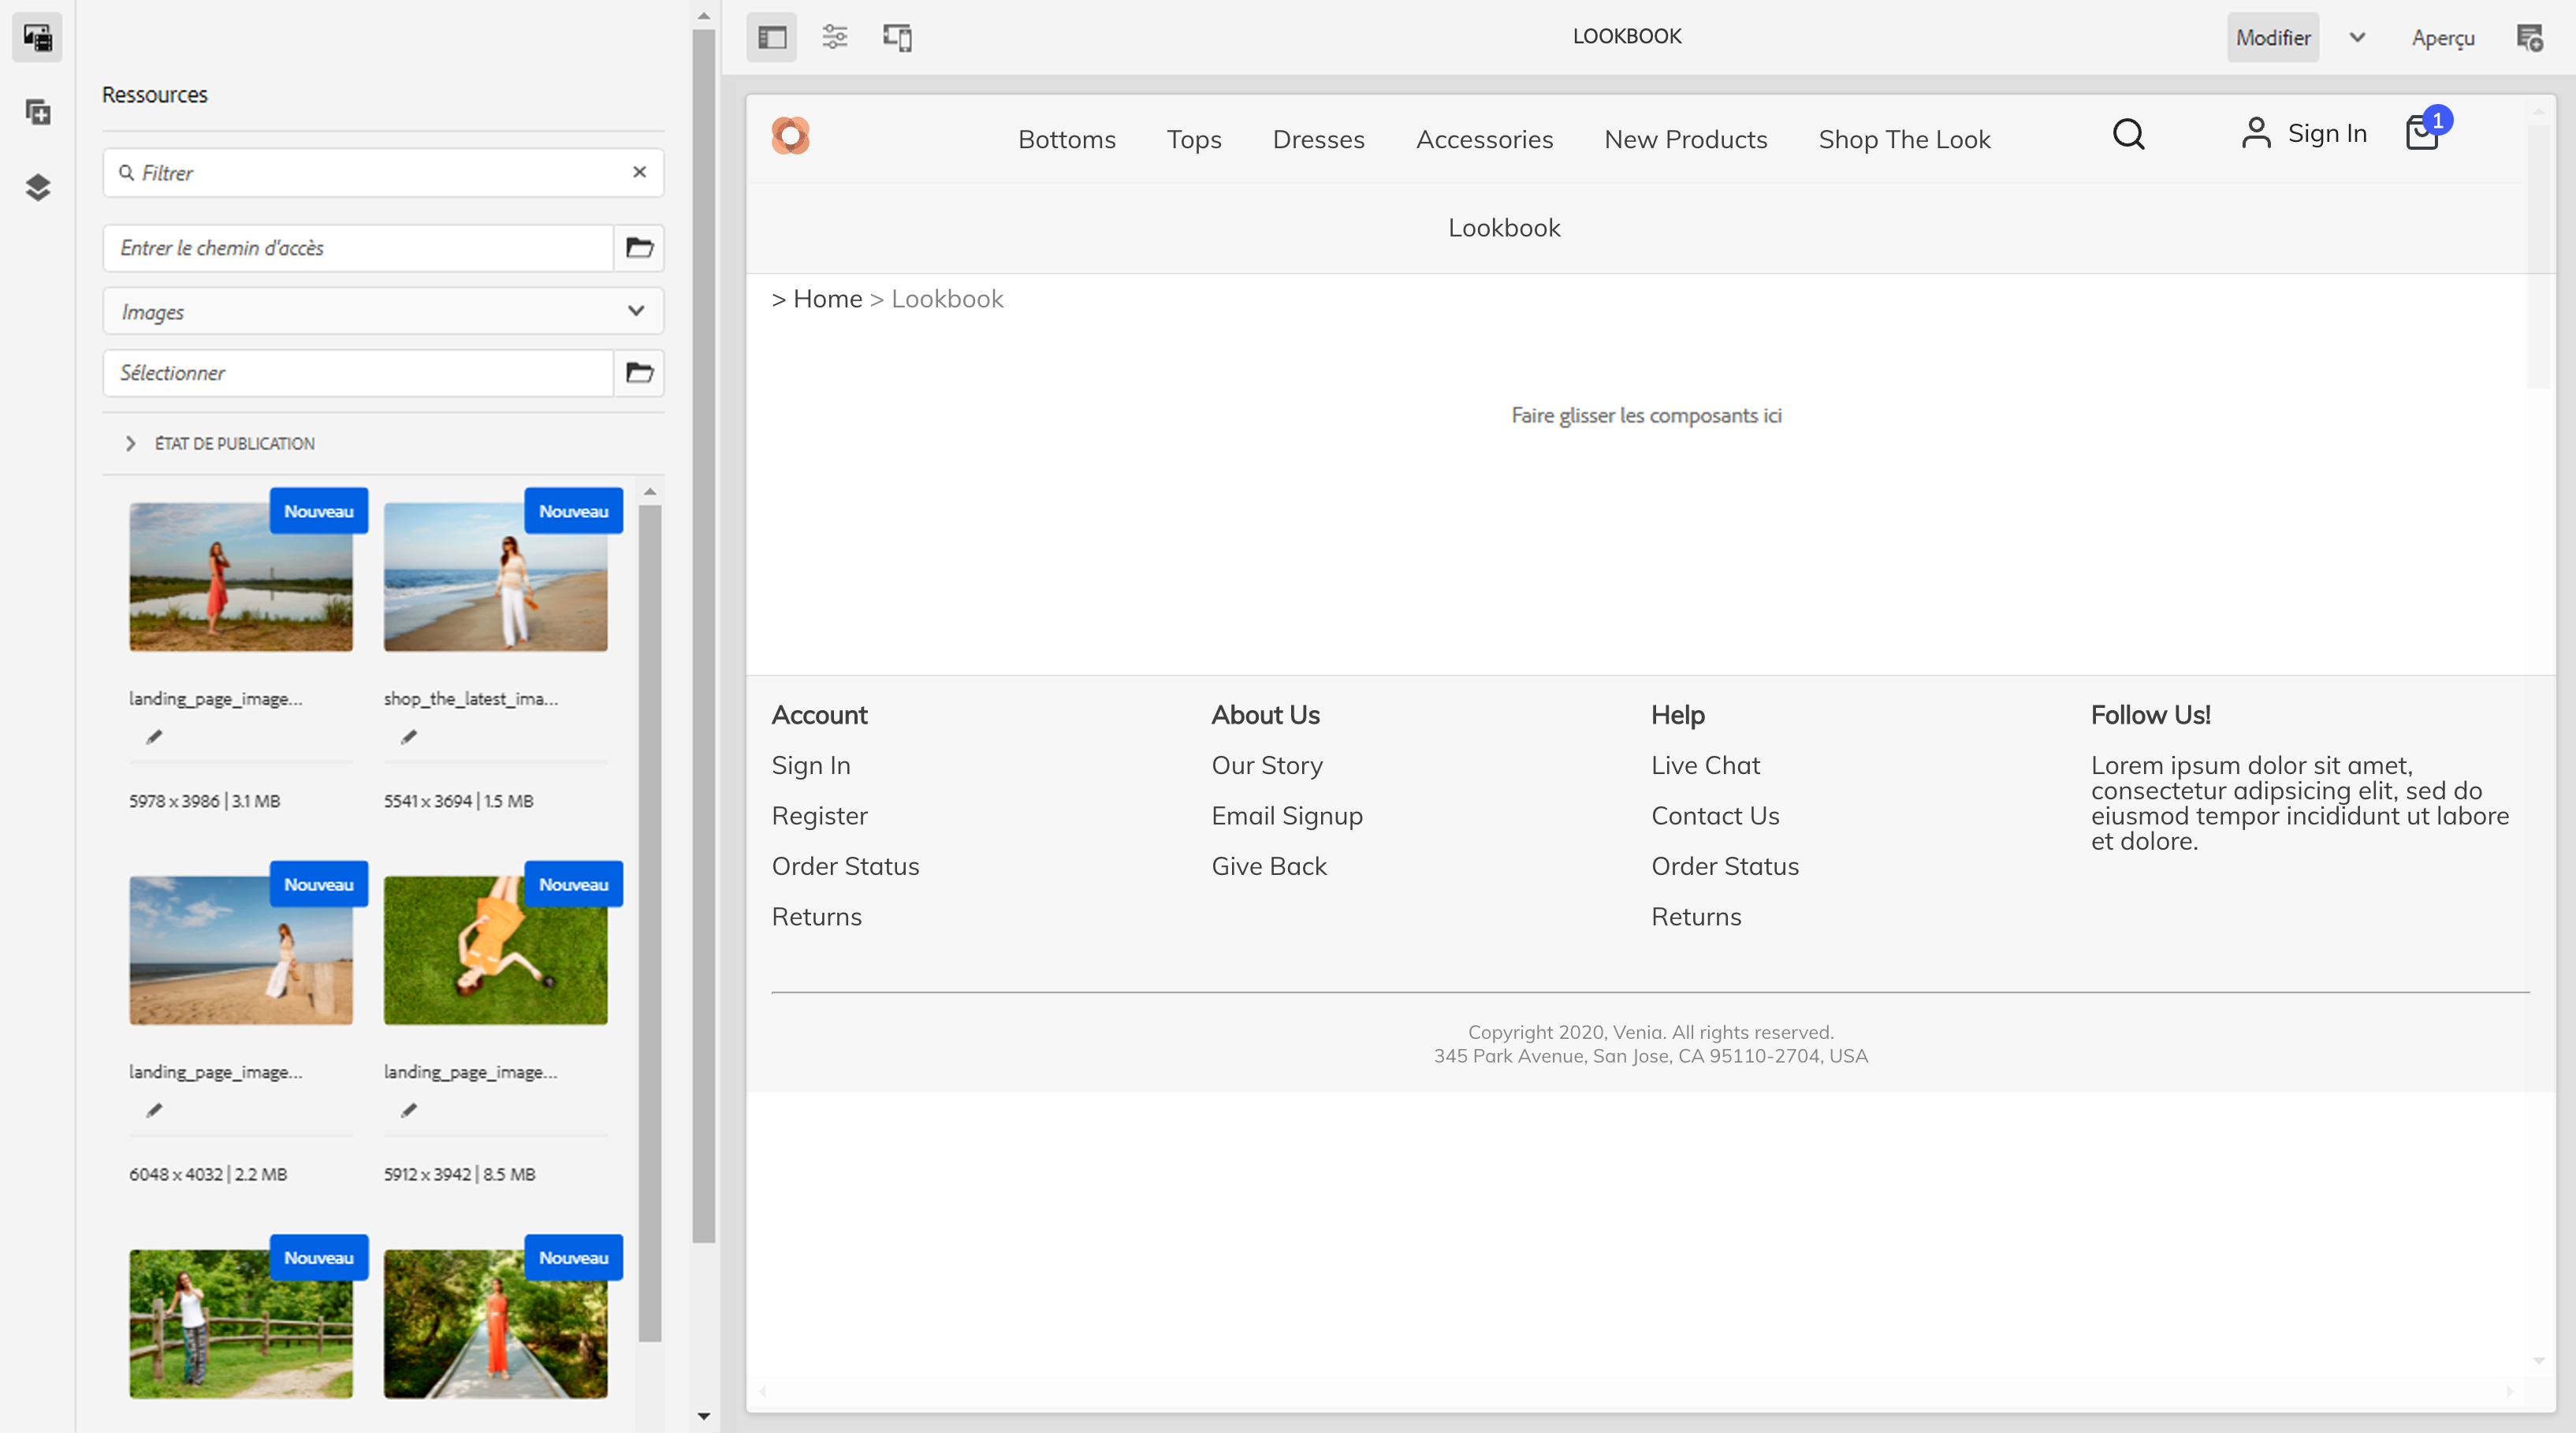 LOOKBOOK
Modifier
Aperçu
Ressources
Filtrer
Entrer le chemin d'accès
Images
Sélectionner
ÉTAT DE PUBLICATION
Nouveau
Nouveau
landing_page_image...
shop_the_latest_ima...
5978 x 3986 | 3.1 MB
5541 x 3694 | 1.5 MB
Nouveau
Nouveau
landing_page_image...
landing_page_image...
6048 x 4032 | 2.2 MB
5912 x 3942 | 8.5 MB
Nouveau
Nouveau
Bottoms
Tops
Dresses
Accessories
New Products
Shop The Look
Sign In
1
Lookbook
> Home > Lookbook
Faire glisser les composants ici
Account
Sign In
Register
Order Status
Returns
About Us
Our Story
Email Signup
Give Back
Help
Live Chat
Contact Us
Order Status
Returns
Follow Us!
Lorem ipsum dolor sit amet,
consectetur adipsicing elit, sed do
eiusmod tempor incididunt ut labore
et dolore.
Copyright 2020, Venia. All rights reserved.
345 Park Avenue, San Jose, CA 95110-2704, USA